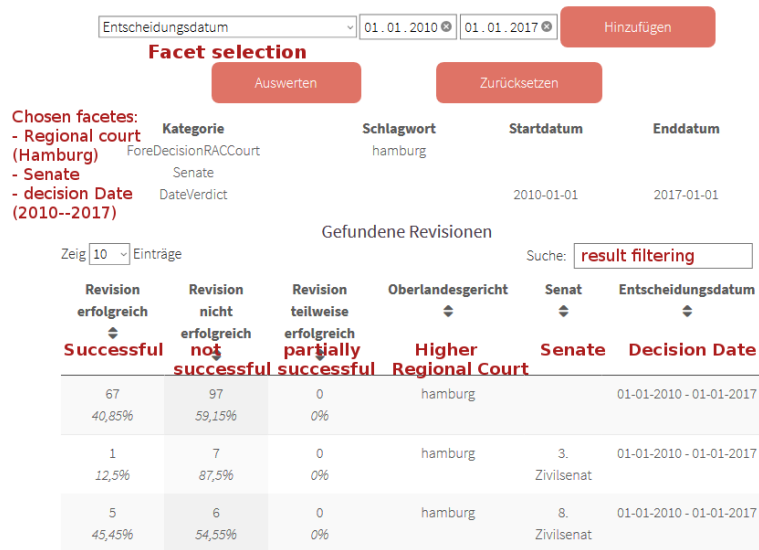 Entscheidungsdatum 01.01.2010 01.01.2017 Hinzufügen
Facet selection
Auswerten Zurücksetzen
Chosen facetes:
- Regional court
(Hamburg)
- Senate
- decision Date
(2010--2017)
Kategorie Schlagwort Startdatum Enddatum
ForeDecisionRACCourt hamburg
Senate
DateVerdict 2010-01-01 2017-01-01
Gefundene Revisionen
Zeig 10 Einträge Suche: result filtering
Revision erfolgreich
Revision nicht erfolgreich
Revision teilweise erfolgreich
Oberlandesgericht
Senat
Entscheidungsdatum
Successful
not successful
partially successful
Higher Regional Court
Senate
Decision Date
67 97 0 hamburg 01-01-2010 - 01-01-2017
40,85% 59,15% 0%
1 7 0 hamburg 3. 01-01-2010 - 01-01-2017
12,5% 87,5% 0% Zivilsenat
5 6 0 hamburg 8. 01-01-2010 - 01-01-2017
45,45% 54,55% 0% Zivilsenat